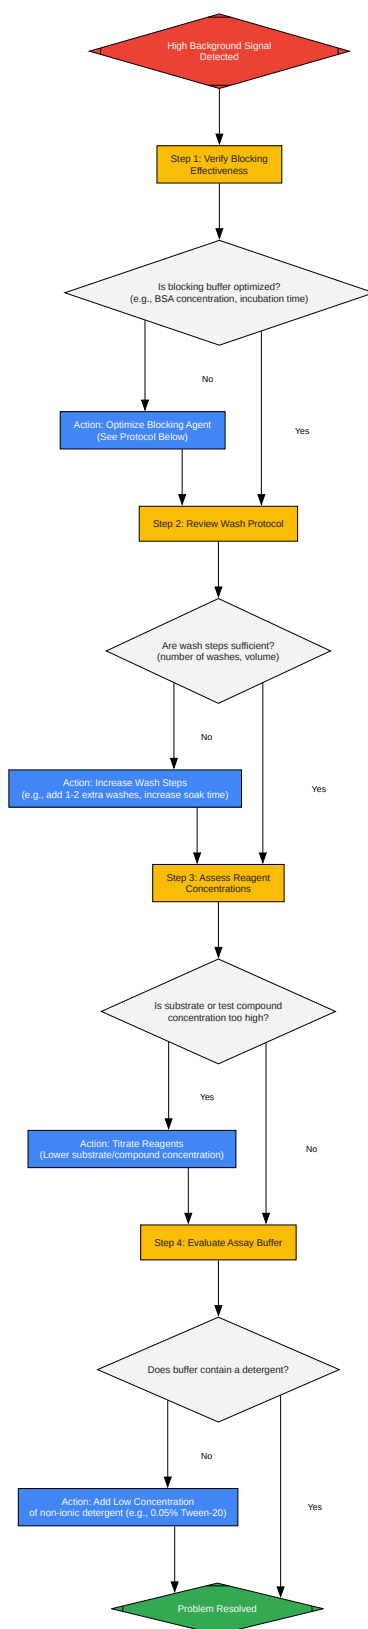 High Background Signal
Detected
Step 1: Verify Blocking
Effectiveness
Is blocking buffer optimized?
(e.g., BSA concentration, incubation time)
No
Action: Optimize Blocking Agent
(See Protocol Below)
Yes
Step 2: Review Wash Protocol
Are wash steps sufficient?
(number of washes, volume)
No
Action: Increase Wash Steps
(e.g., add 1-2 extra washes, increase soak time)
Yes
Step 3: Assess Reagent
Concentrations
Is substrate or test compound
concentration too high?
Yes
Action: Titrate Reagents
(Lower substrate/compound concentration)
No
Step 4: Evaluate Assay Buffer
Does buffer contain a detergent?
No
Action: Add Low Concentration
of non-ionic detergent (e.g., 0.05% Tween-20)
Yes
Problem Resolved